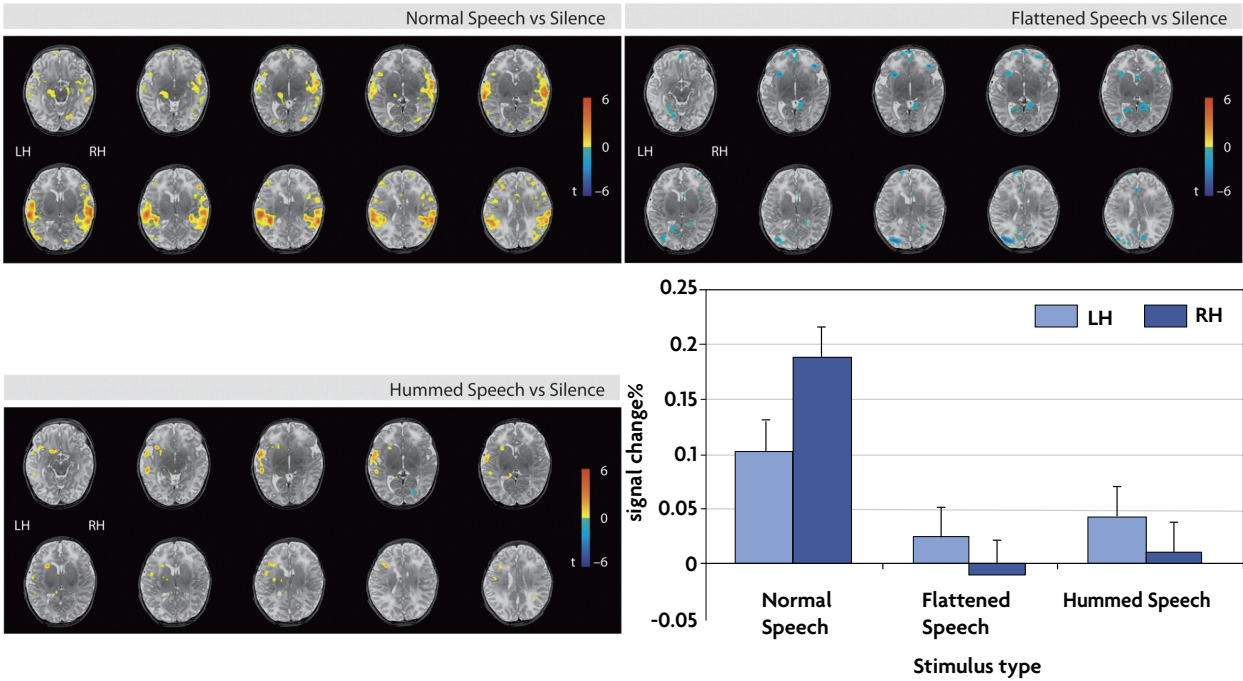 Normal Speech vs Silence
LH RH
6
0
t −6
Flattened Speech vs Silence
LH RH
6
0
t −6
Hummed Speech vs Silence
LH RH
6
0
t −6
signal change%
0.25
0.2
0.15
0.1
0.05
0
-0.05
LH RH
Normal
Speech
Flattened
Speech
Hummed Speech
Stimulus type